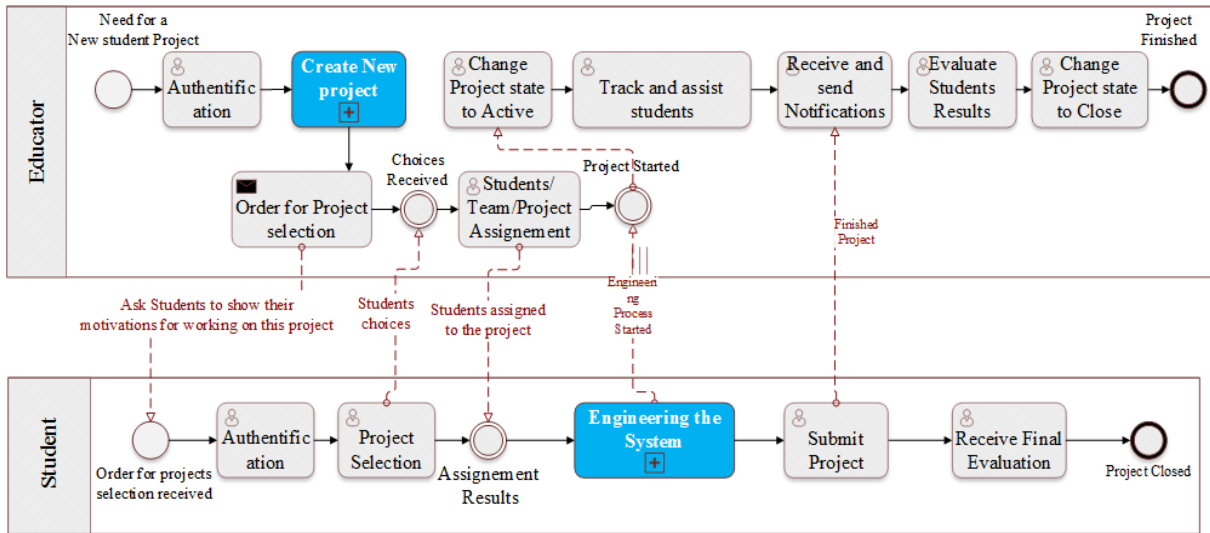 Need for a
New student Project
Project
Finished
Educator
Authentific
ation
Create New
project
Change
Project state
to Active
Track and assist
students
Receive and
send
Notifications
Evaluate
Students
Results
Change
Project state
to Close
Order for Project
selection
Choices
Received
Students/
Team/Project
Assignement
Project Started
Ask Students to show their
motivations for working on this project
Students
choices
Students assigned
to the project
Engineeri
ng
Process
Started
Finished
Project
Student
Order for projects
selection received
Authentific
ation
Project
Selection
Assignement
Results
Engineering the
System
Submit
Project
Receive Final
Evaluation
Project Closed